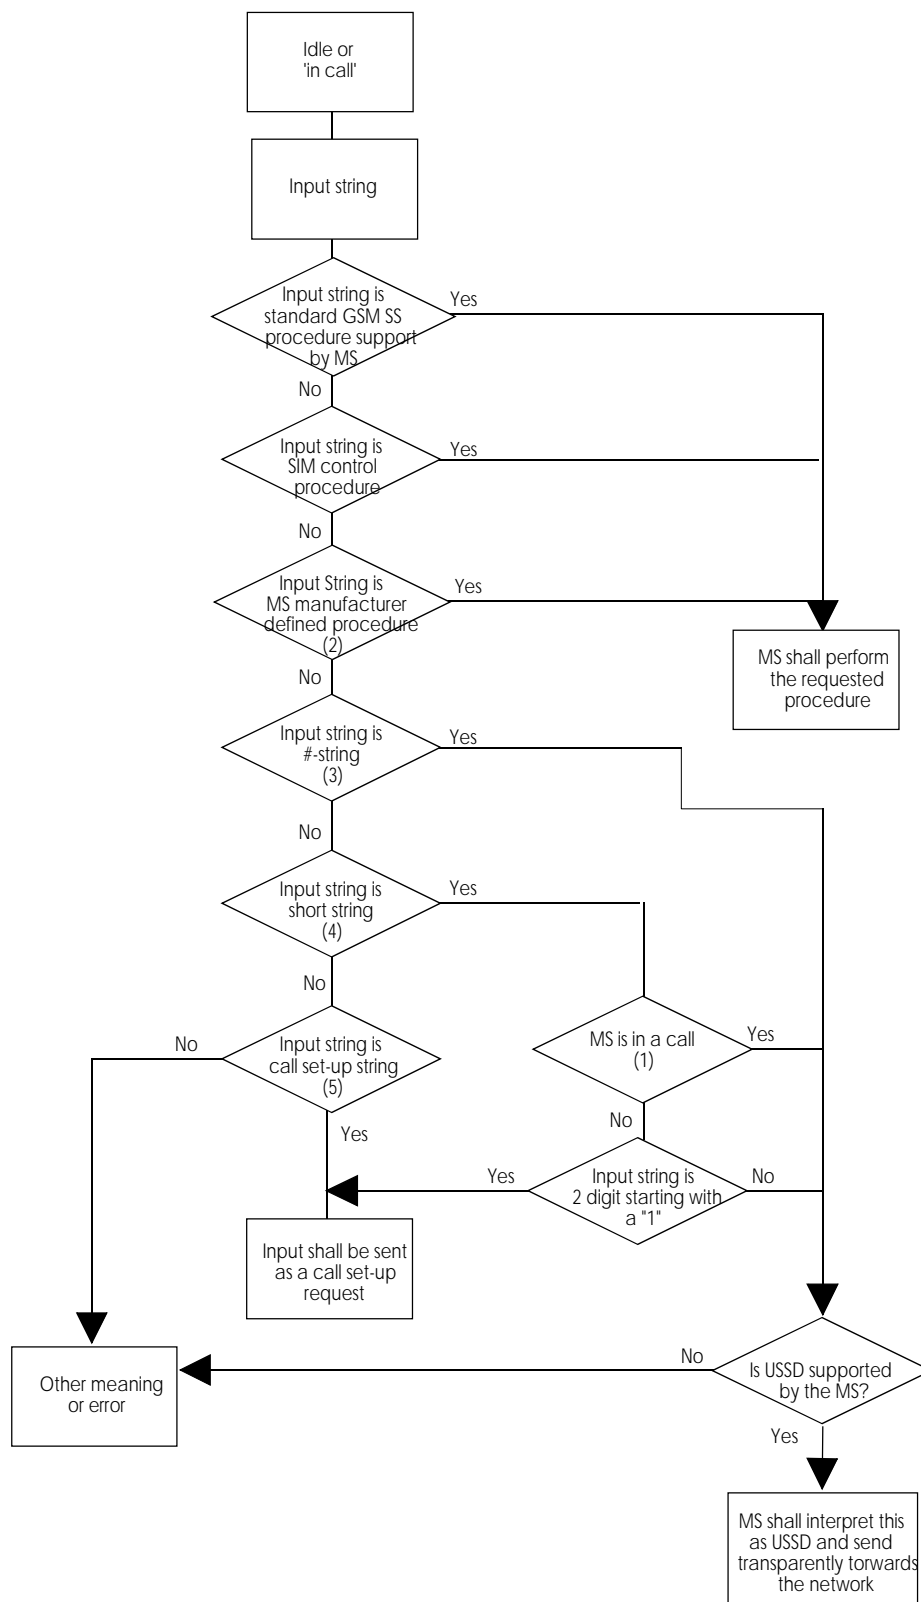 Idle or
'in call'
Input string
Input string is
standard GSM SS
procedure support
by MS
Yes
No
Input string is
SIM control
procedure
Yes
No
Input String is
MS manufacturer
defined procedure
(2)
Yes
No
MS shall perform
the requested
procedure
Input string is
#-string
(3)
Yes
No
Input string is
short string
(4)
Yes
No
MS is in a call
(1)
Yes
No
Input string is
call set-up string
(5)
No
Yes
Input string is
2 digit starting with
a "1"
Yes
No
Input shall be sent
as a call set-up
request
Other meaning
or error
No
Is USSD supported
by the MS?
Yes
MS shall interpret this
as USSD and send
transparently torwards
the network